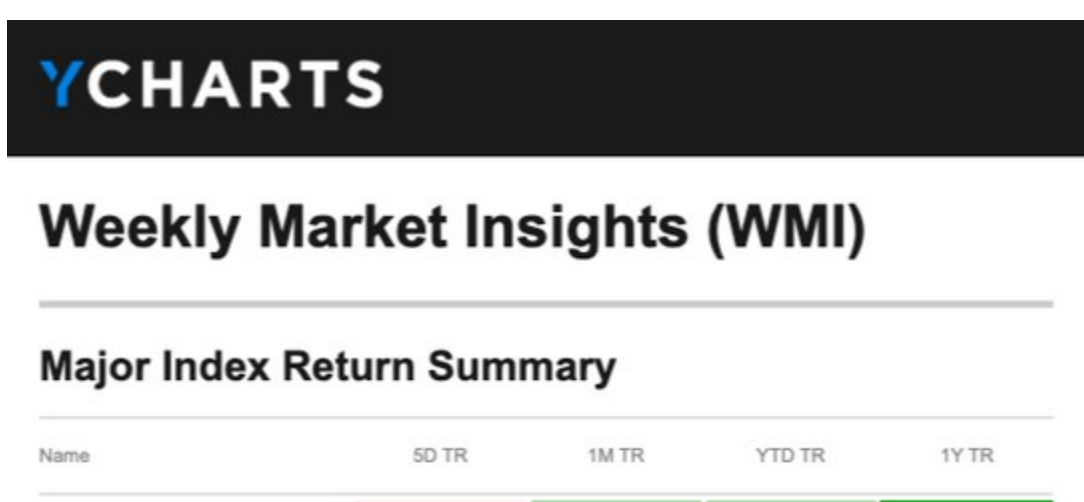 YCHARTS
Weekly Market Insights (WMI)
Major Index Return Summary
Name 5D TR 1M TR YTD TR 1Y TR